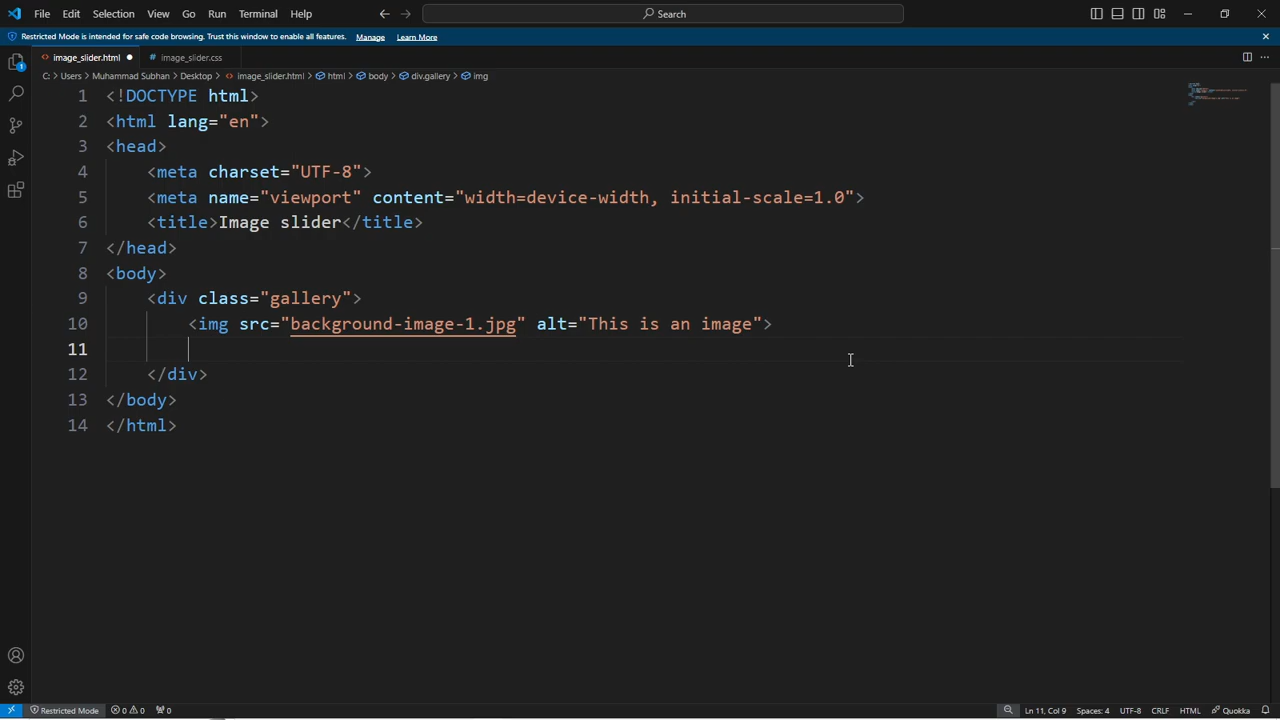 File Edit Selection View Go Run Terminal Help Search
Restricted Mode is intended for safe code browsing. Trust this window to enable all features. Manage Learn More
image_slider.html image_slider.css
C: > Users > Muhammad Subhan > Desktop > image_slider.html > html > body > div.gallery > img
1 <!DOCTYPE html>
2 <html lang="en">
3 <head>
4 <meta charset="UTF-8">
5 <meta name="viewport" content="width=device-width, initial-scale=1.0">
6 <title>Image slider</title>
7 </head>
8 <body>
9 <div class="gallery">
10 <img src="background-image-1.jpg" alt="This is an image">
11
12 </div>
13 </body>
14 </html>
1
Restricted Mode 0 0 0 Ln 11, Col 9 Spaces: 4 UTF-8 CRLF HTML Quokka